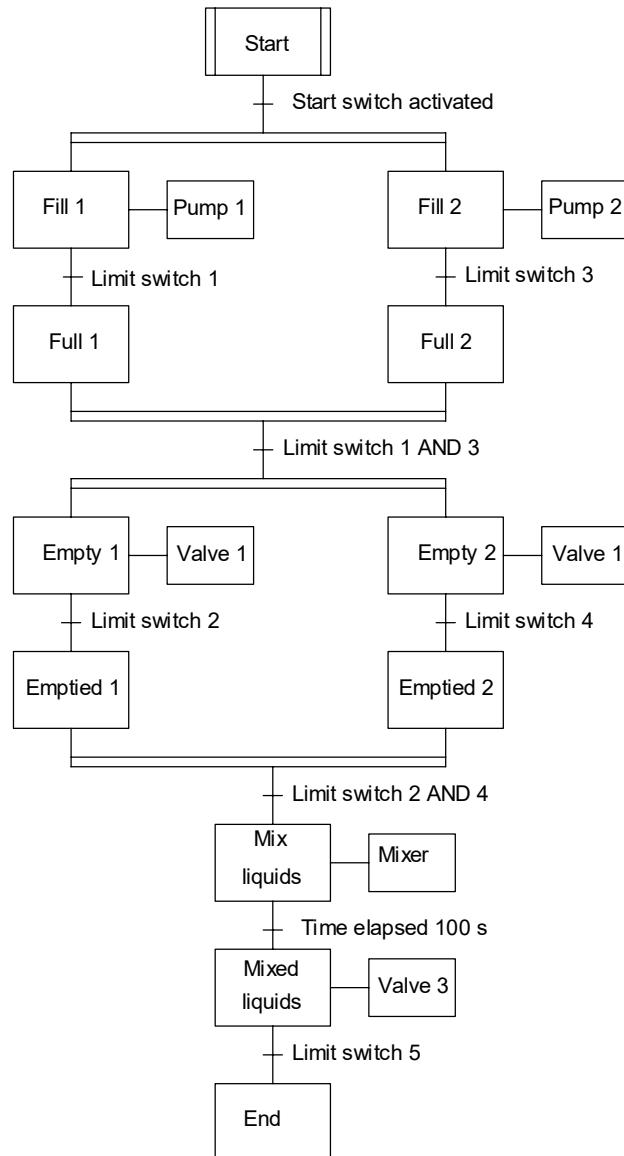 Start
Start switch activated
Fill 1
Pump 1
Fill 2
Pump 2
Limit switch 1
Limit switch 3
Full 1
Full 2
Limit switch 1 AND 3
Empty 1
Valve 1
Empty 2
Valve 1
Limit switch 2
Limit switch 4
Emptied 1
Emptied 2
Limit switch 2 AND 4
Mix
liquids
Mixer
Time elapsed 100 s
Mixed
liquids
Valve 3
Limit switch 5
End